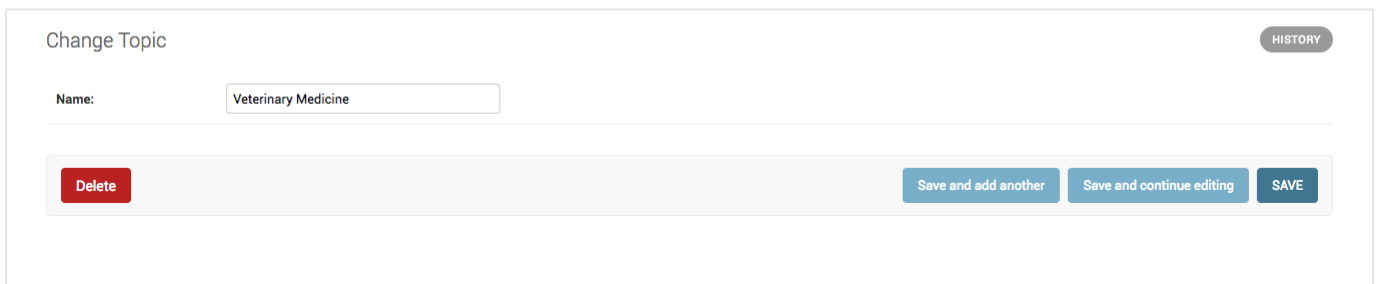 Change Topic
HISTORY
Name:
Veterinary Medicine
Delete
Save and add another
Save and continue editing
SAVE